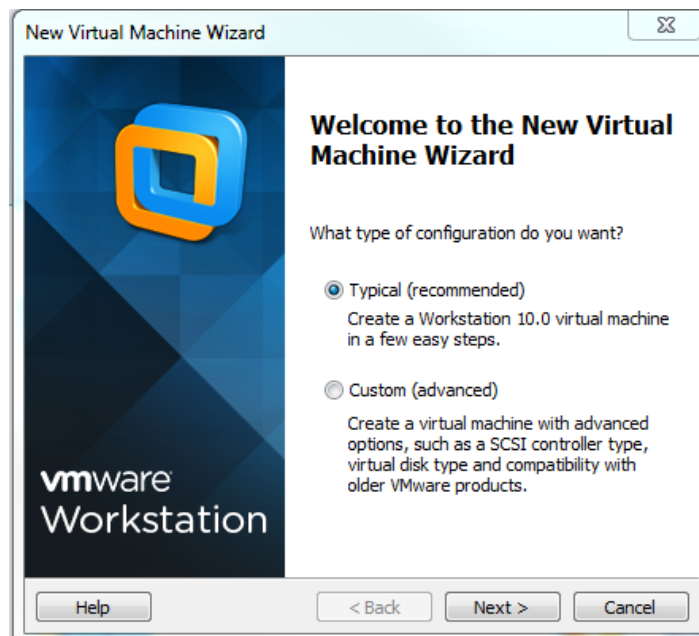 New Virtual Machine Wizard
Welcome to the New Virtual
Machine Wizard
What type of configuration do you want?
Typical (recommended)
Create a Workstation 10.0 virtual machine
in a few easy steps.
Custom (advanced)
Create a virtual machine with advanced
options, such as a SCSI controller type,
virtual disk type and compatibility with
older VMware products.
vmware
Workstation
Help
< Back
Next >
Cancel